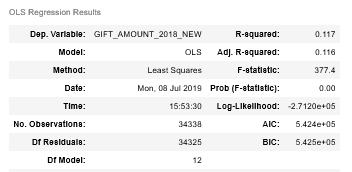 OLS Regression Results
Dep. Variable: GIFT_AMOUNT_2018_NEW R-squared: 0.117
Model: OLS Adj. R-squared: 0.116
Method: Least Squares F-statistic: 377.4
Date: Mon, 08 Jul 2019 Prob (F-statistic): 0.00
Time: 15:53:30 Log-Likelihood: -2.7120e+05
No. Observations: 34338 AIC: 5.424e+05
Df Residuals: 34325 BIC: 5.425e+05
Df Model: 12